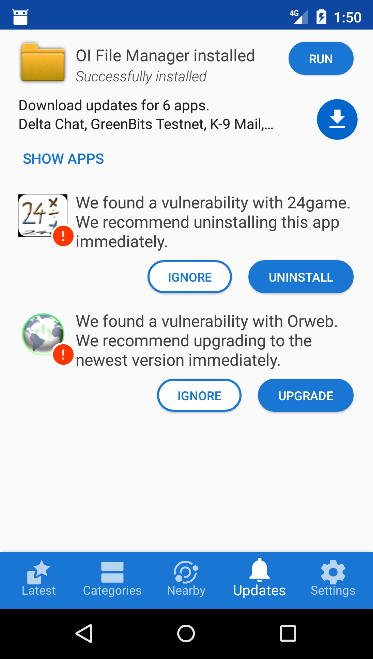 4G 1:50
OI File Manager installed
Successfully installed
RUN
Download updates for 6 apps.
Delta Chat, GreenBits Testnet, K-9 Mail,...
SHOW APPS
24
We found a vulnerability with 24game.
We recommend uninstalling this app
immediately.
IGNORE
UNINSTALL
We found a vulnerability with Orweb.
We recommend upgrading to the
newest version immediately.
IGNORE
UPGRADE
Latest
Categories
Nearby
Updates
Settings